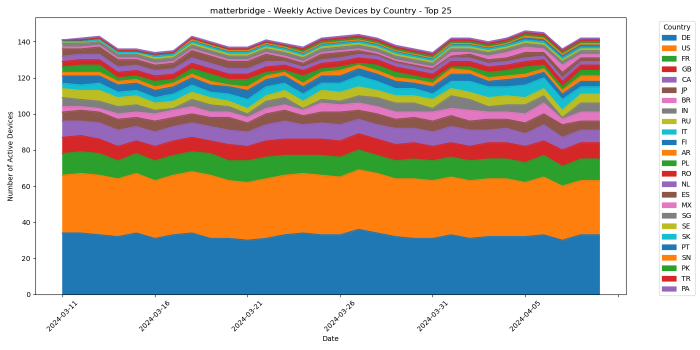 matterbridge - Weekly Active Devices by Country - Top 25
Number of Active Devices
140
120
100
80
60
40
20
0
2024-03-11
2024-03-16
2024-03-21
2024-03-26
2024-03-31
2024-04-05
Date
Country
DE
US
FR
GB
CA
JP
BR
IN
RU
IT
FI
AR
PL
RO
NL
ES
MX
SG
SE
SK
PT
SN
PK
TR
PA